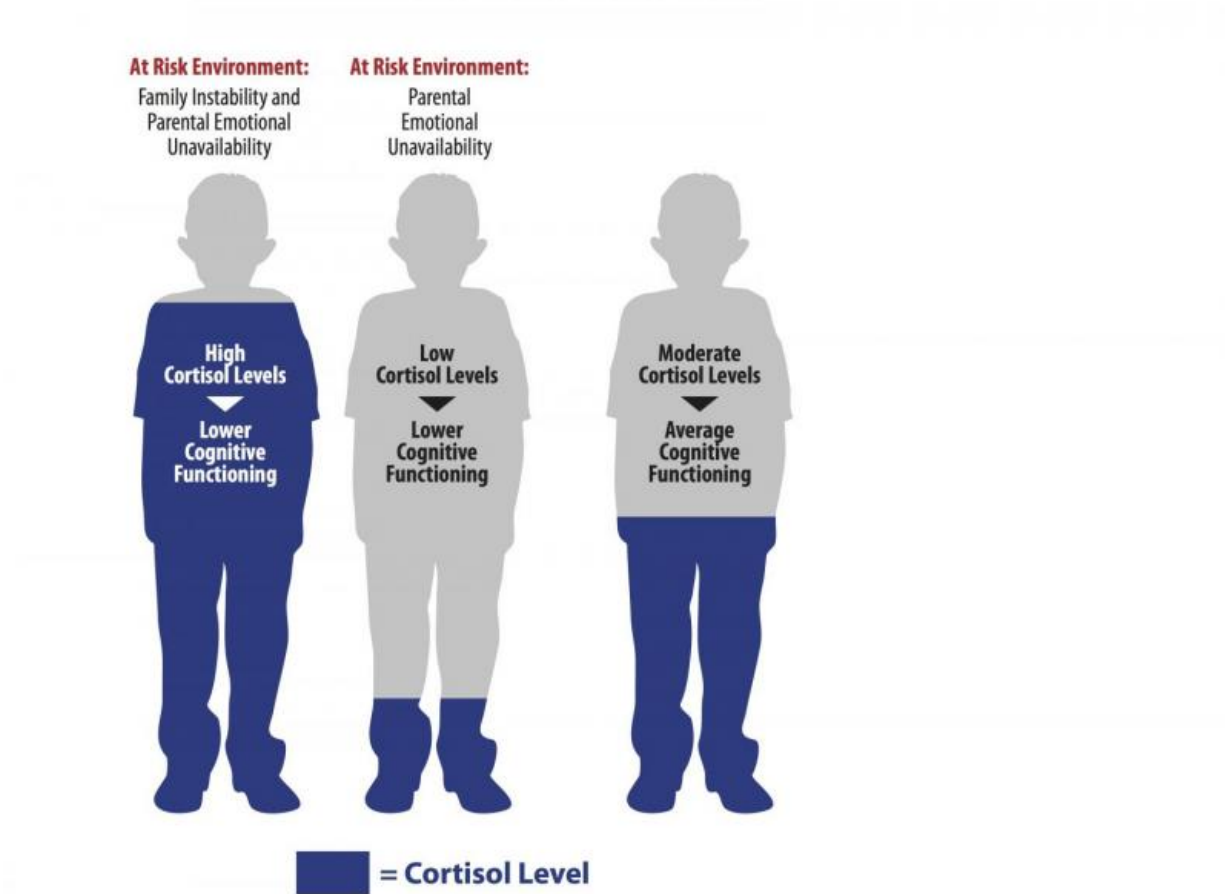 At Risk Environment:
Family Instability and
Parental Emotional
Unavailability
At Risk Environment:
Parental
Emotional
Unavailability
High
Cortisol Levels
Lower
Cognitive
Functioning
Low
Cortisol Levels
Lower
Cognitive
Functioning
Moderate
Cortisol Levels
Average
Cognitive
Functioning
= Cortisol Level